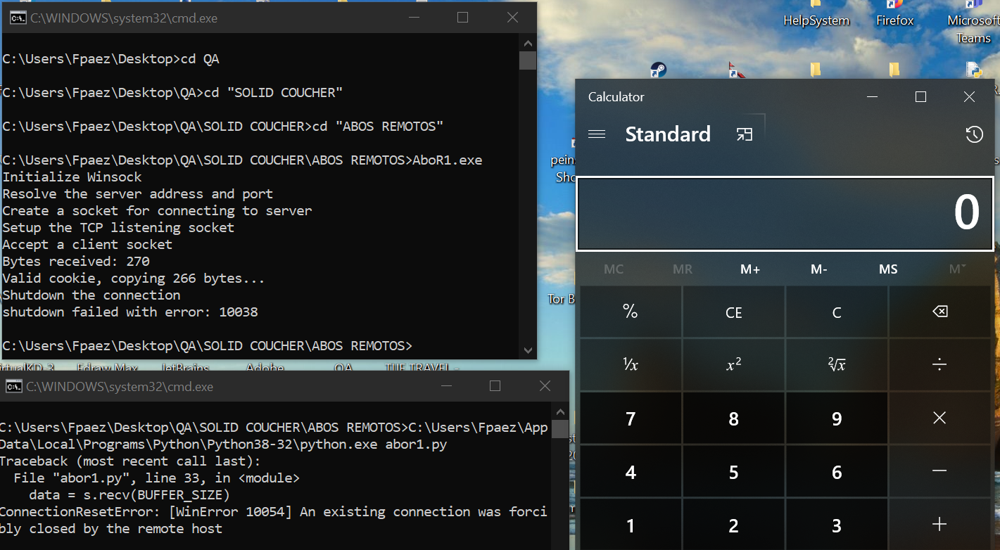 C:\WINDOWS\system32\cmd.exe
C:\Users\Fpaez\Desktop>cd QA
C:\Users\Fpaez\Desktop\QA>cd "SOLID COUCHER"
C:\Users\Fpaez\Desktop\QA\SOLID COUCHER>cd "ABOS REMOTOS"
C:\Users\Fpaez\Desktop\QA\SOLID COUCHER\ABOS REMOTOS>AboR1.exe
Initialize Winsock
Resolve the server address and port
Create a socket for connecting to server
Setup the TCP listening socket
Accept a client socket
Bytes received: 270
Valid cookie, copying 266 bytes...
Shutdown the connection
shutdown failed with error: 10038
C:\Users\Fpaez\Desktop\QA\SOLID COUCHER\ABOS REMOTOS>
Edraw Max
JetBrains
Adobe
QA
C:\WINDOWS\system32\cmd.exe
C:\Users\Fpaez\Desktop\QA\SOLID COUCHER\ABOS REMOTOS>C:\Users\Fpaez\App
Data\Local\Programs\Python\Python38-32\python.exe abor1.py
Traceback (most recent call last):
  File "abor1.py", line 33, in <module>
    data = s.recv(BUFFER_SIZE)
ConnectionResetError: [WinError 10054] An existing connection was forci
bly closed by the remote host
HelpSystem
Firefox
Microsoft
Teams
Tor B
Calculator
Standard
0
MC MR M+ M- MS M
% CE C
1/x x² ²√x ÷
7 8 9 ×
4 5 6 −
1 2 3 +